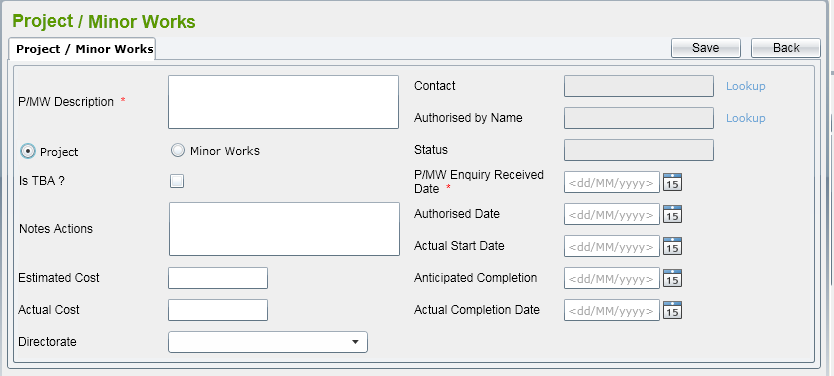 Project / Minor Works
Project / Minor Works
Save
Back
P/MW Description *
Project
Minor Works
Is TBA ?
Notes Actions
Estimated Cost
Actual Cost
Directorate
Contact
Lookup
Authorised by Name
Lookup
Status
P/MW Enquiry Received
Date *
<dd/MM/yyyy>
15
Authorised Date
<dd/MM/yyyy>
15
Actual Start Date
<dd/MM/yyyy>
15
Anticipated Completion
<dd/MM/yyyy>
15
Actual Completion Date
<dd/MM/yyyy>
15